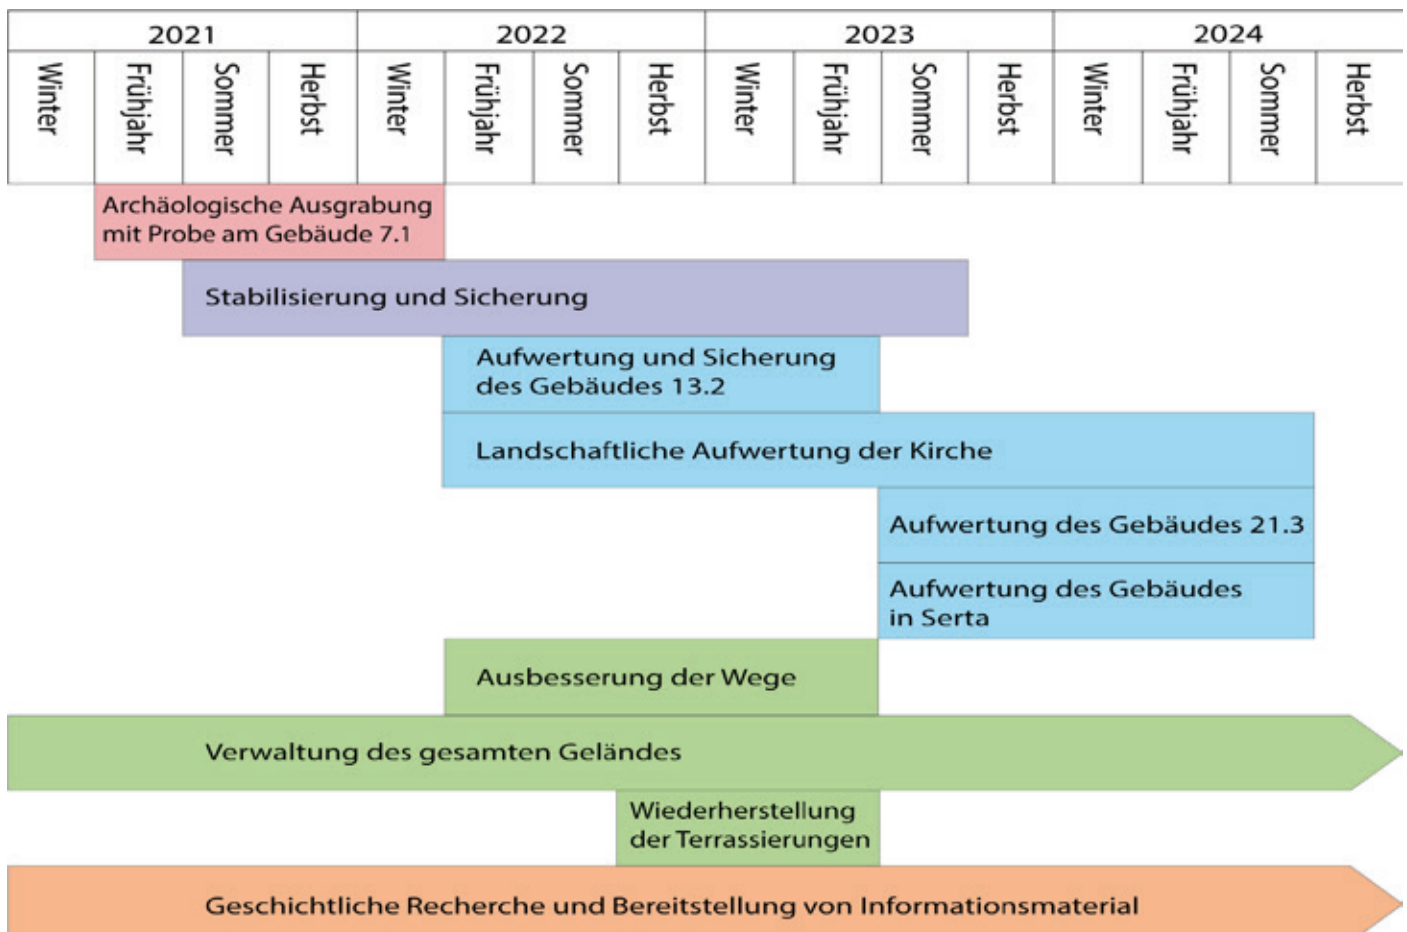 2021 2022 2023 2024
Winter Frühjahr Sommer Herbst Winter Frühjahr Sommer Herbst Winter Frühjahr Sommer Herbst Winter Frühjahr Sommer Herbst
Archäologische Ausgrabung
mit Probe am Gebäude 7.1
Stabilisierung und Sicherung
Aufwertung und Sicherung
des Gebäudes 13.2
Landschaftliche Aufwertung der Kirche
Aufwertung des Gebäudes 21.3
Aufwertung des Gebäudes
in Serta
Ausbesserung der Wege
Verwaltung des gesamten Geländes
Wiederherstellung
der Terrassierungen
Geschichtliche Recherche und Bereitstellung von Informationsmaterial